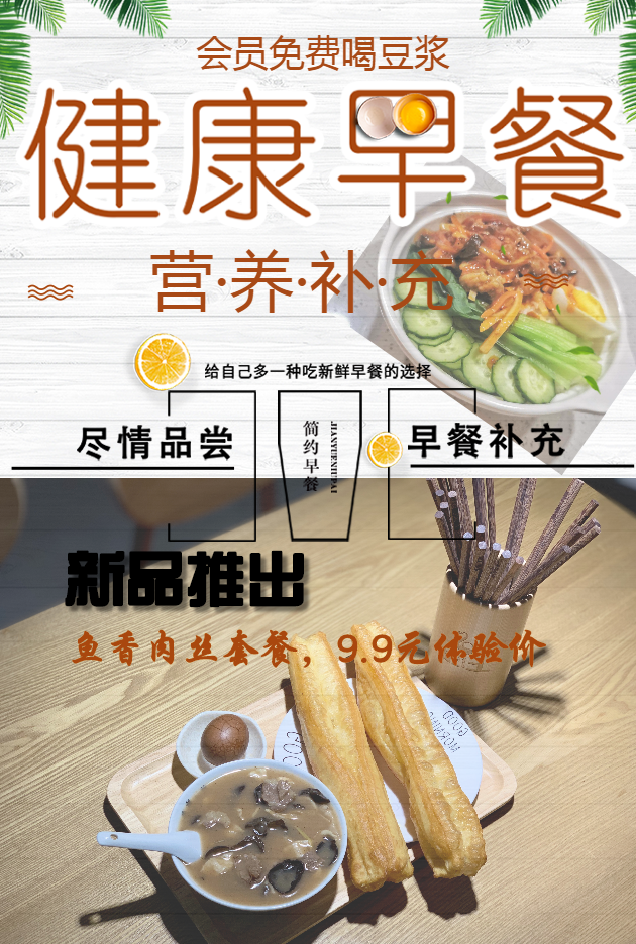 会员免费喝豆浆
健康早餐
营·养·补·充
给自己多一种吃新鲜早餐的选择
尽情品尝
简约早餐
早餐补充
新品推出
鱼香肉丝套餐，9.9元体验价
GOOD
MORNING